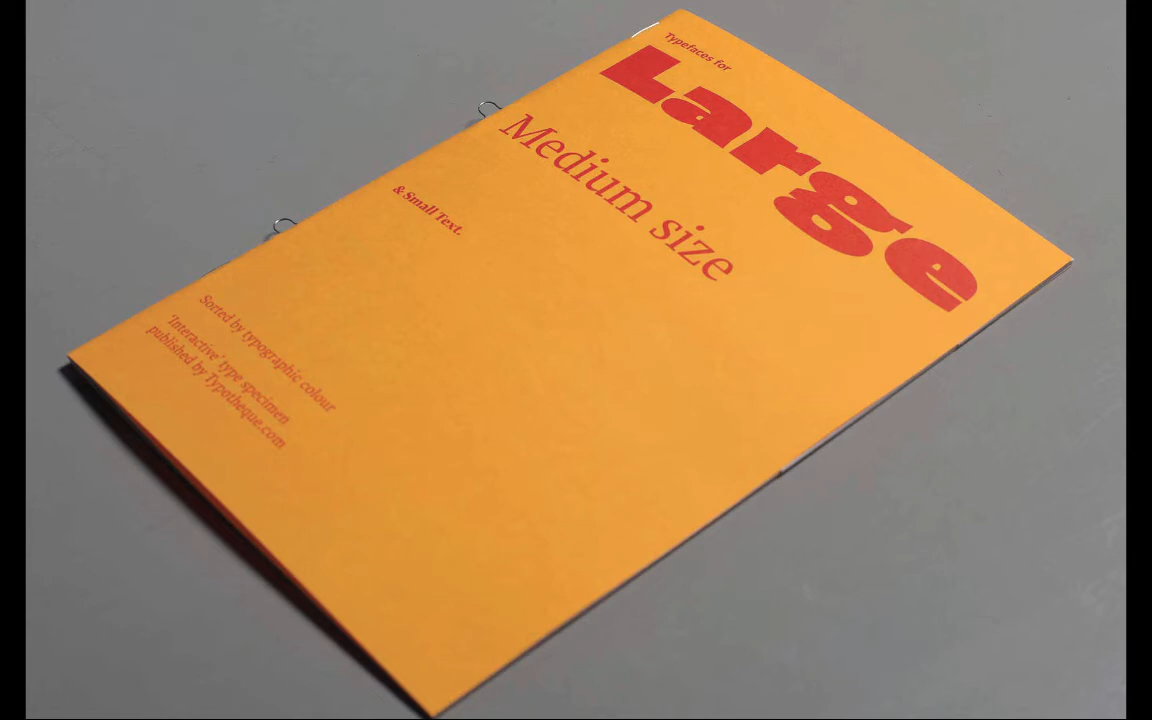 Typefaces for
Large
Medium size
& Small Text.
Sorted by typographic colour
‘Interactive’ type specimen
published by Typotheque.com